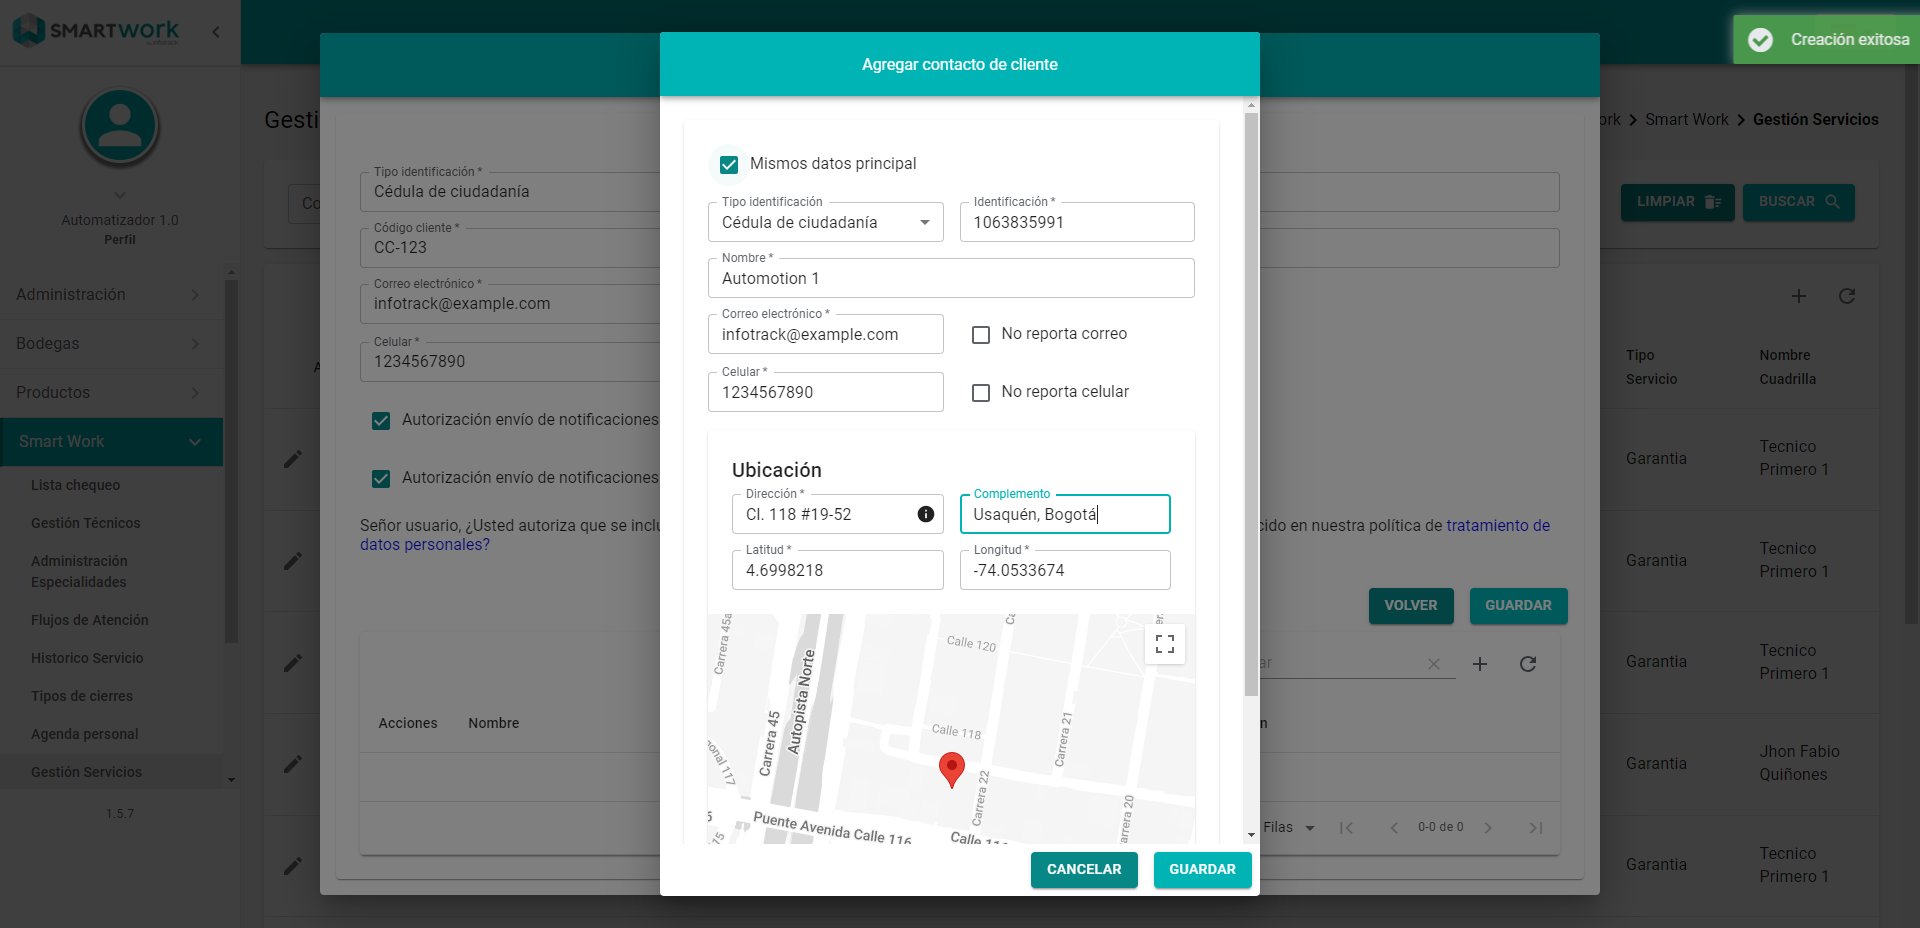 SMARTWORK
Creación exitosa
Agregar contacto de cliente
Gesti
ork > Smart Work > Gestión Servicios
Automatizador 1.0
Perfil
Administración
Bodegas
Productos
Smart Work
Lista chequeo
Gestión Técnicos
Administración
Especialidades
Flujos de Atención
Historico Servicio
Tipos de cierres
Agenda personal
Gestión Servicios
1.5.7
Co
A
Tipo identificación *
Cédula de ciudadanía
Código cliente *
CC-123
Correo electrónico *
infotrack@example.com
Celular *
1234567890
Autorización envío de notificaciones
Autorización envío de notificaciones
Señor usuario, ¿Usted autoriza que se inclu
cido en nuestra política de tratamiento de
datos personales?
VOLVER
GUARDAR
ar
Acciones
Nombre
n
Filas
0-0 de 0
Mismos datos principal
Tipo identificación
Cédula de ciudadanía
Identificación *
1063835991
Nombre *
Automotion 1
Correo electrónico *
infotrack@example.com
No reporta correo
Celular *
1234567890
No reporta celular
Ubicación
Dirección *
Cl. 118 #19-52
Complemento
Usaquén, Bogotá
Latitud *
4.6998218
Longitud *
-74.0533674
Carrera 45a
Autopista Norte
Carrera 45
Calle 120
Calle 118
Carrera 21
Carrera 22
arrera 20
onal 117
Puente Avenida Calle 116
Calle 11
CANCELAR
GUARDAR
LIMPIAR
BUSCAR
Tipo
Servicio
Nombre
Cuadrilla
Garantia
Tecnico
Primero 1
Garantia
Tecnico
Primero 1
Garantia
Tecnico
Primero 1
Garantia
Jhon Fabio
Quiñones
Garantia
Tecnico
Primero 1